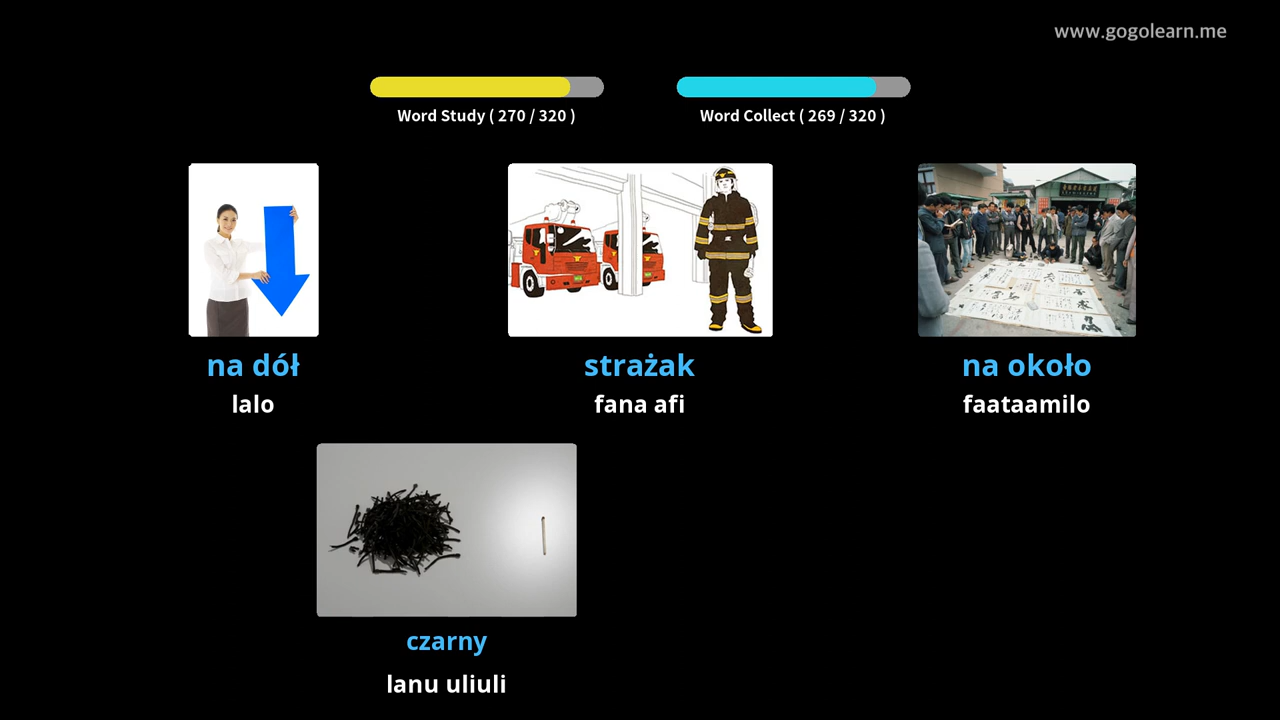 www.gogolearn.me
Word Study ( 270 / 320 )
Word Collect ( 269 / 320 )
na dół
strażak
na około
lalo
fana afi
faataamilo
czarny
lanu uliuli